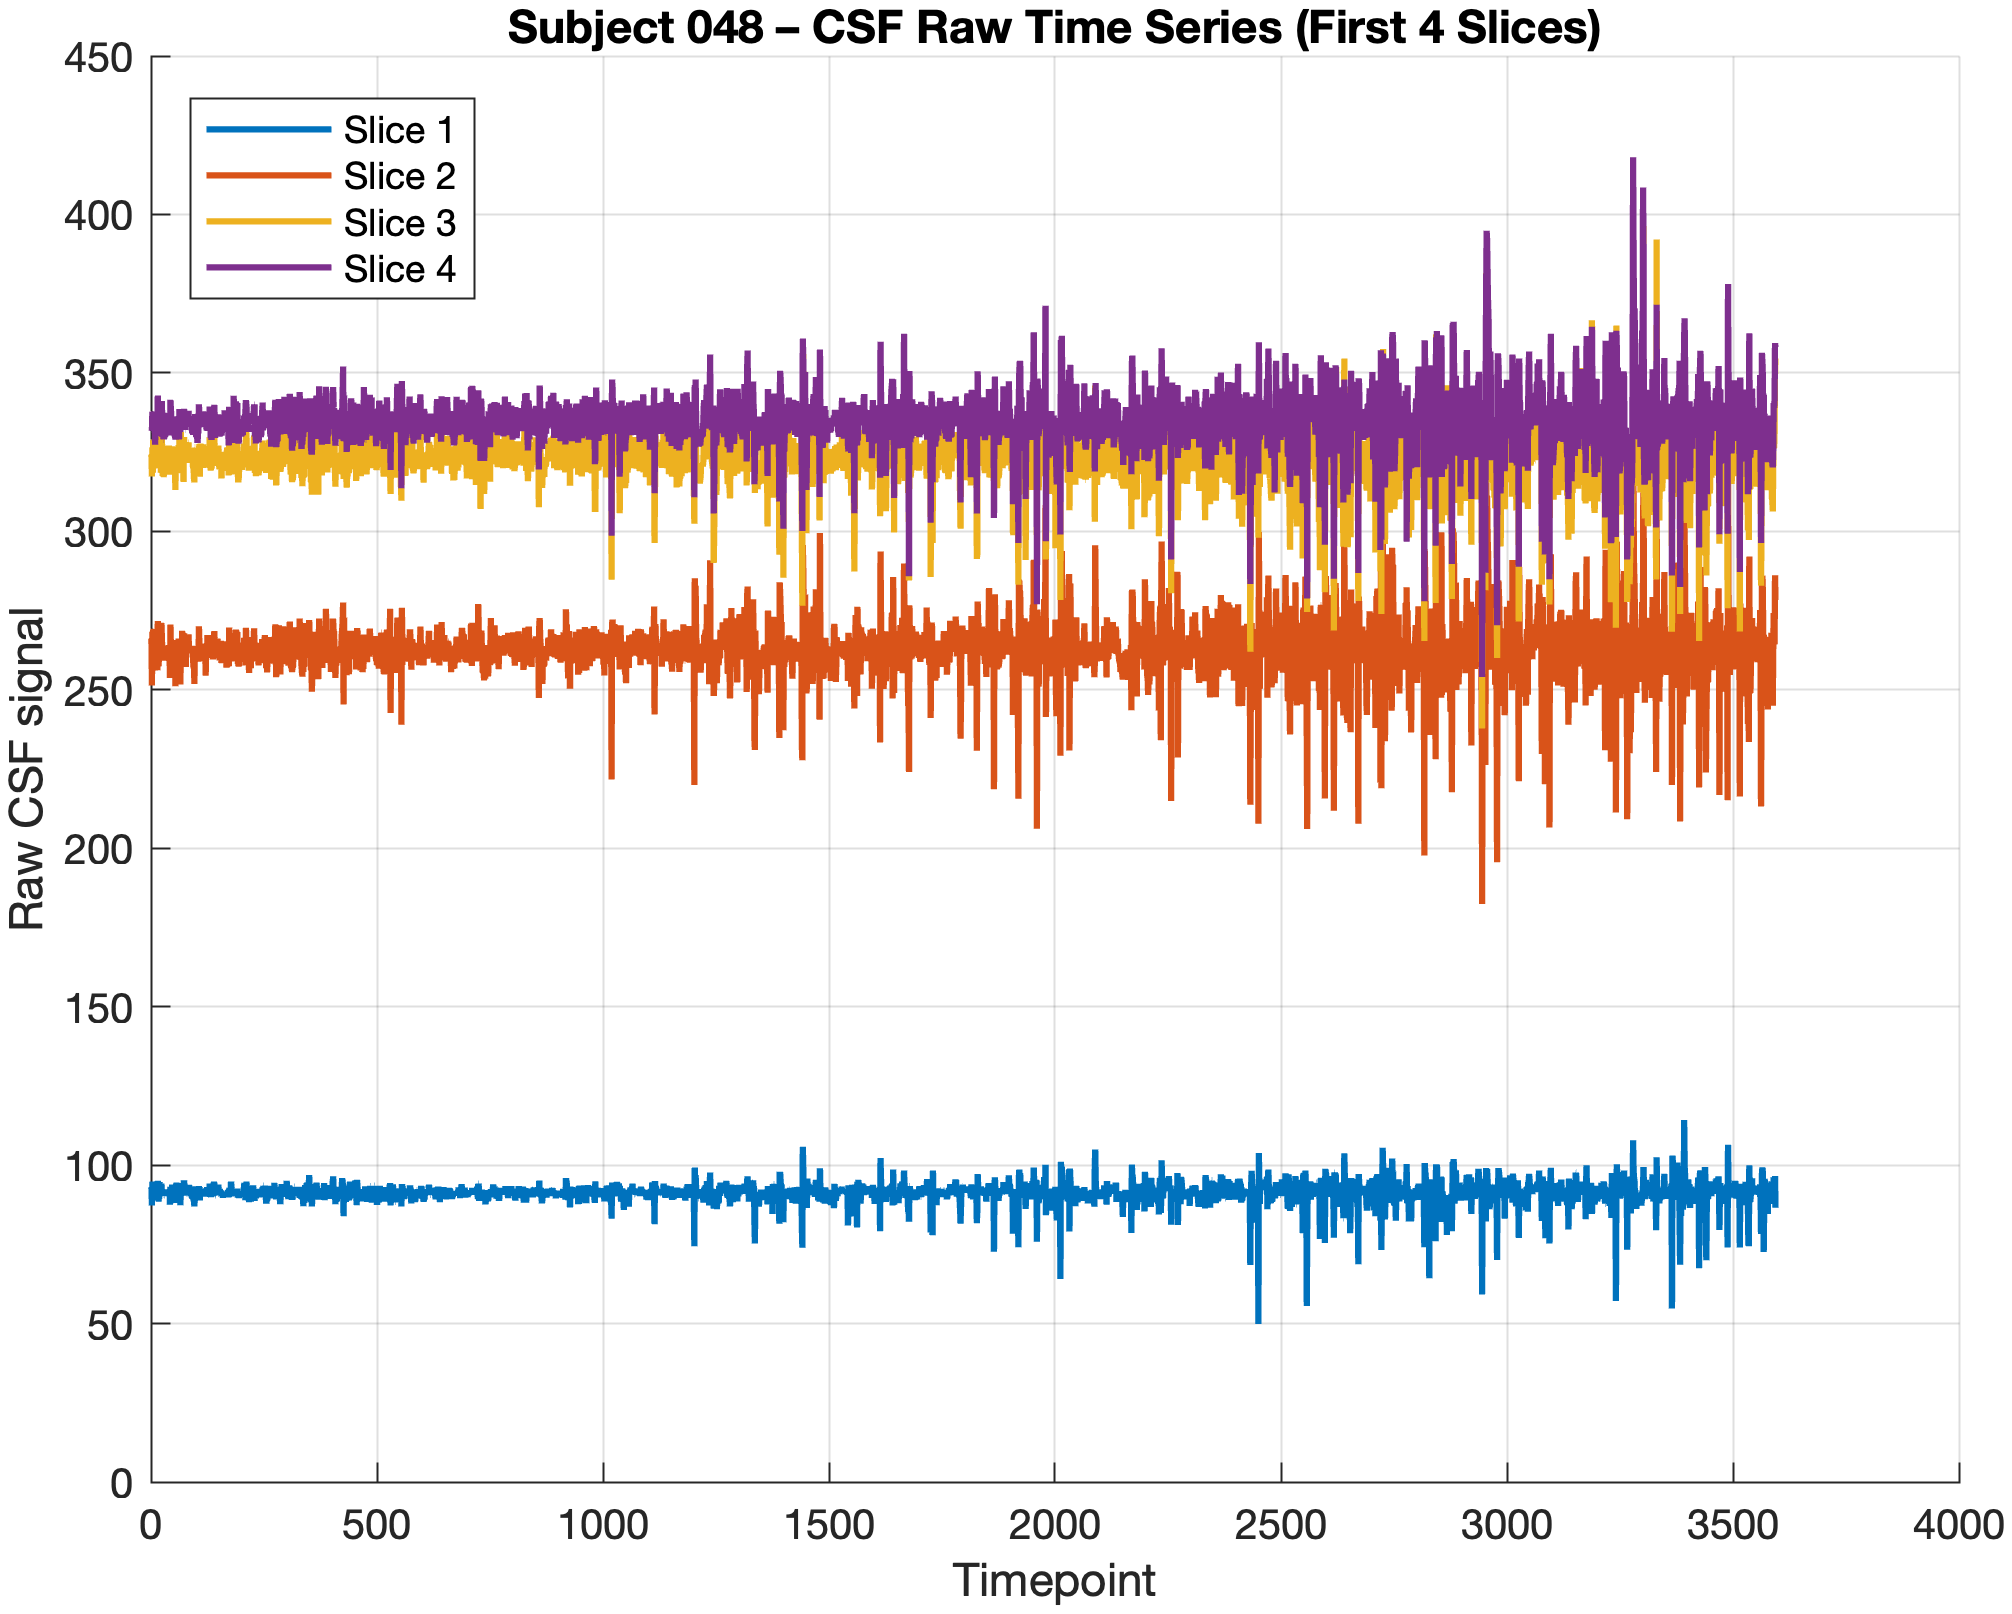 Subject 048 – CSF Raw Time Series (First 4 Slices)
450
400
350
300
250
200
150
100
50
0
Slice 1
Slice 2
Slice 3
Slice 4
Raw CSF signal
0 500 1000 1500 2000 2500 3000 3500 4000
Timepoint